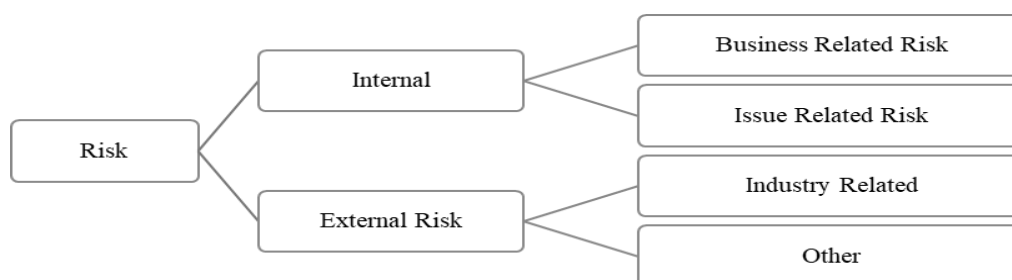 Business Related Risk
Internal
Issue Related Risk
Risk
Industry Related
External Risk
Other